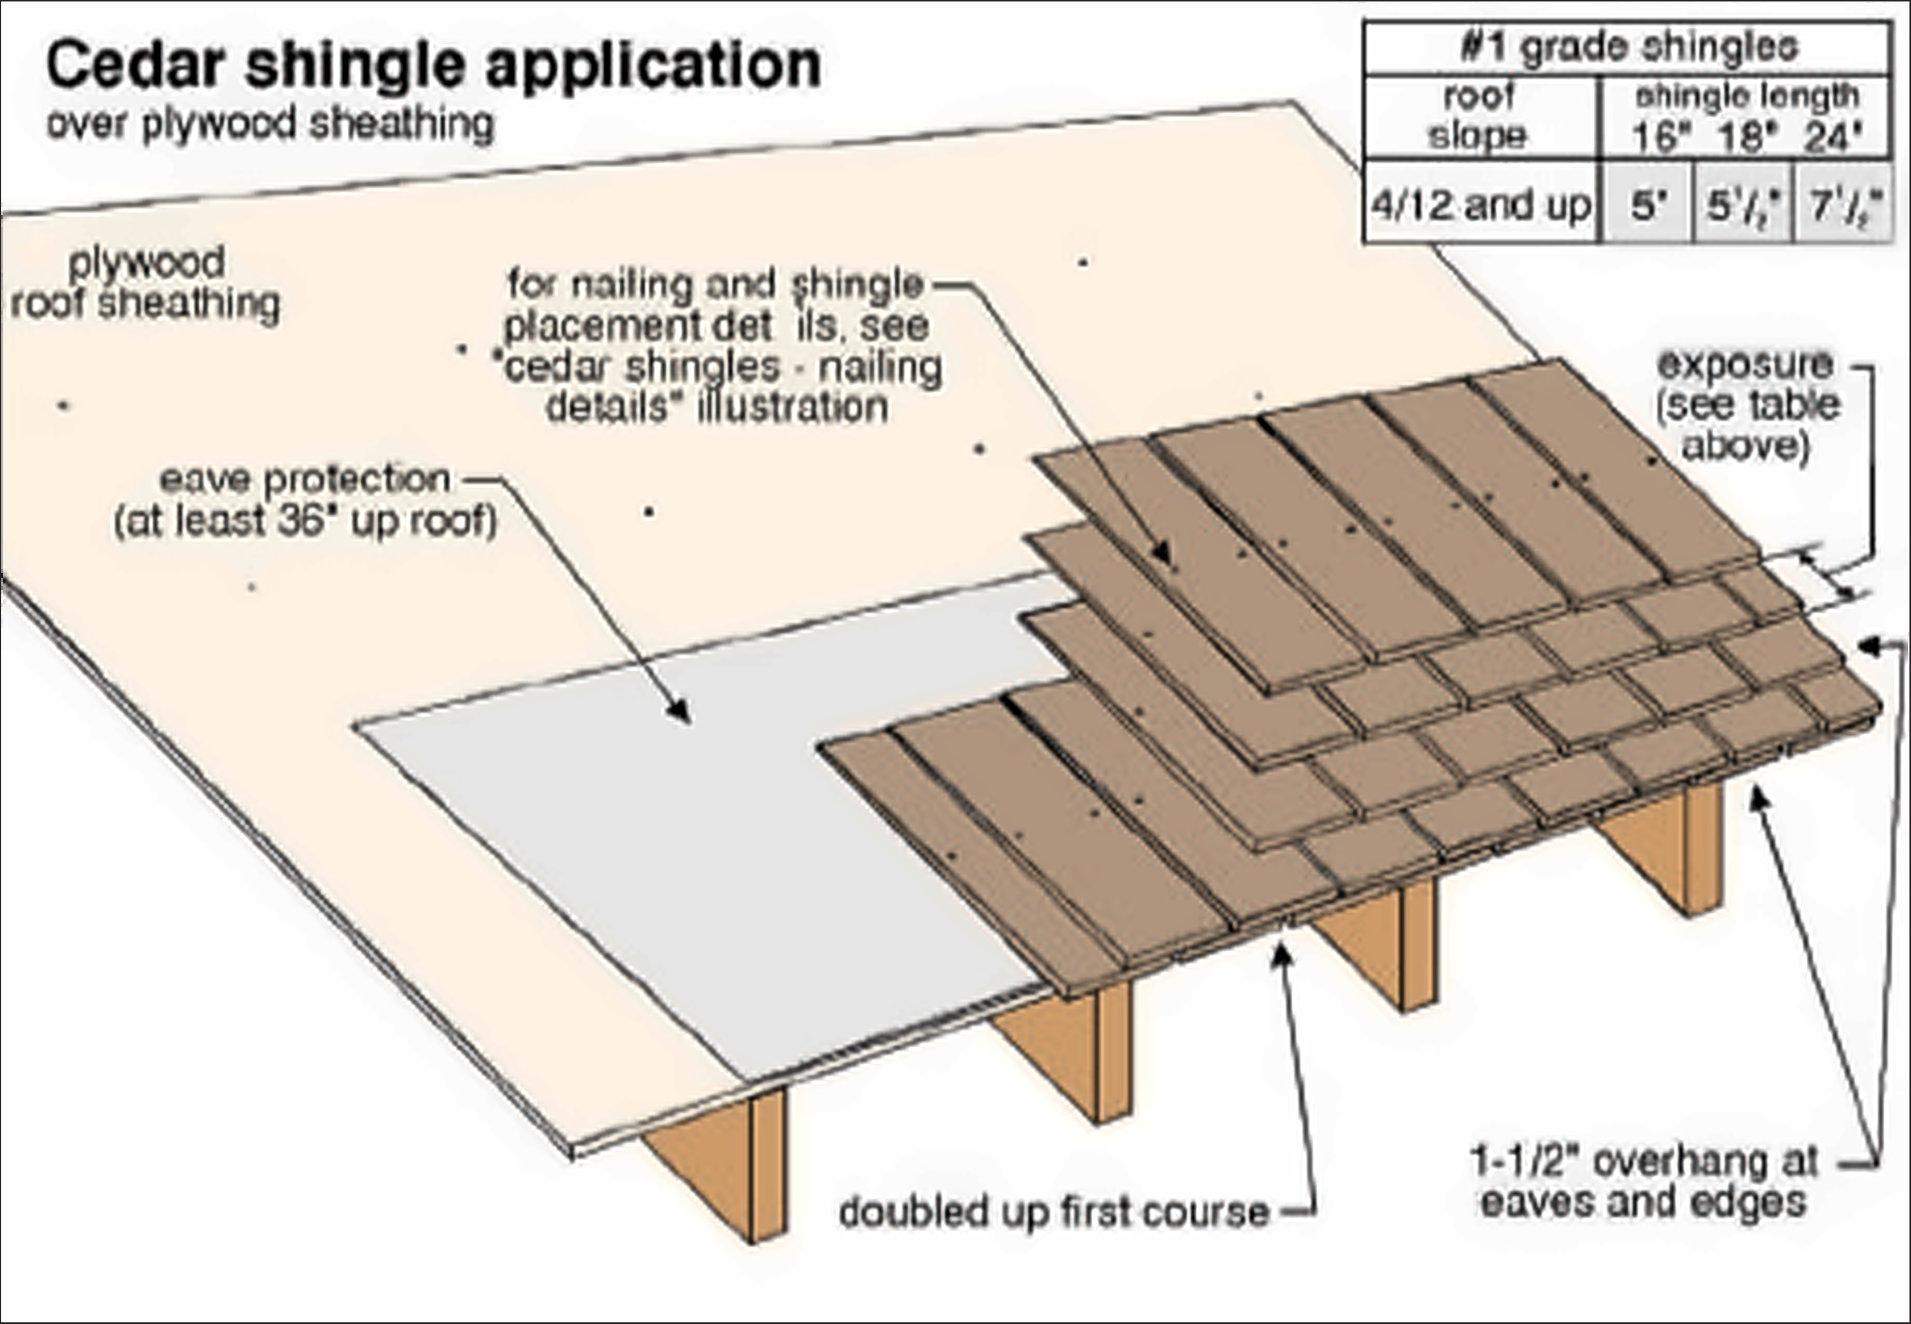 Cedar shingle application
over plywood sheathing
#1 grade shingles
roof
slope
shingle length
16" 18" 24"
4/12 and up 5" 5 1/2" 7 1/2"
plywood
roof sheathing
for nailing and shingle
placement det ils, see
"cedar shingles - nailing
details" illustration
exposure
(see table
above)
eave protection
(at least 36" up roof)
doubled up first course
1-1/2" overhang at
eaves and edges